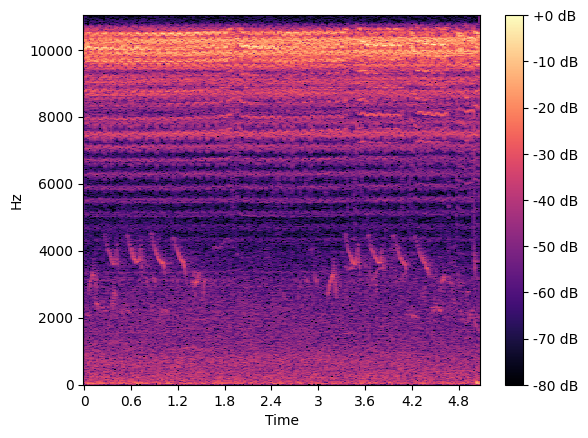 10000
8000
6000
4000
2000
0
Hz
0 0.6 1.2 1.8 2.4 3 3.6 4.2 4.8
Time
+0 dB
-10 dB
-20 dB
-30 dB
-40 dB
-50 dB
-60 dB
-70 dB
-80 dB